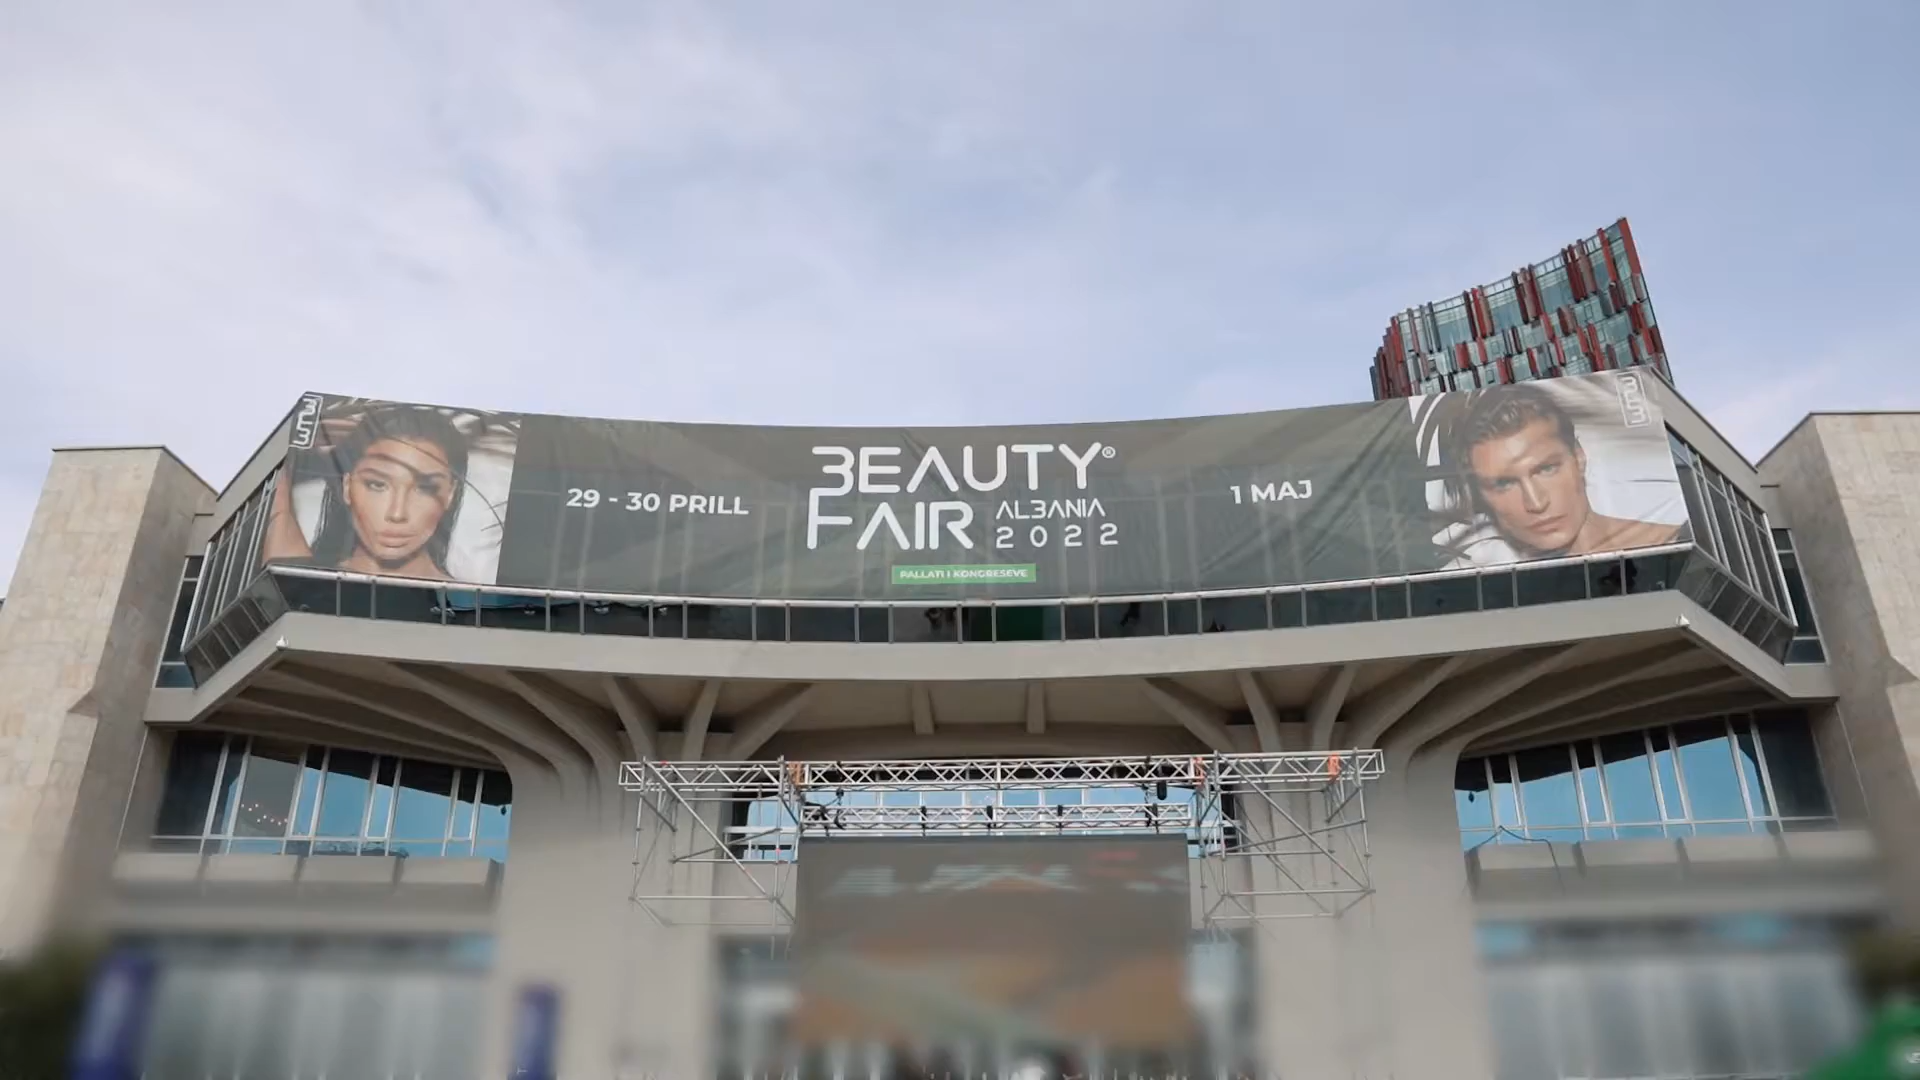 29 - 30 PRILL
BEAUTY®
FAIR
ALBANIA
2022
1 MAJ
PALLATI I KONGRESEVE